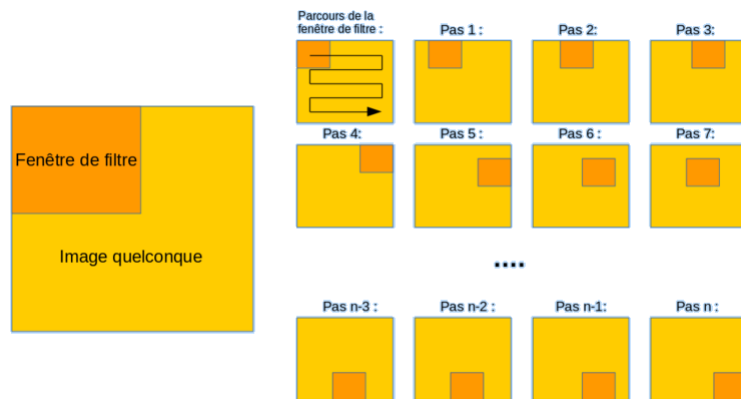 Parcours de la
fenêtre de filtre :
Pas 1 :
Pas 2:
Pas 3:
Fenêtre de filtre
Image quelconque
Pas 4:
Pas 5 :
Pas 6 :
Pas 7:
....
Pas n-3 :
Pas n-2 :
Pas n-1:
Pas n :